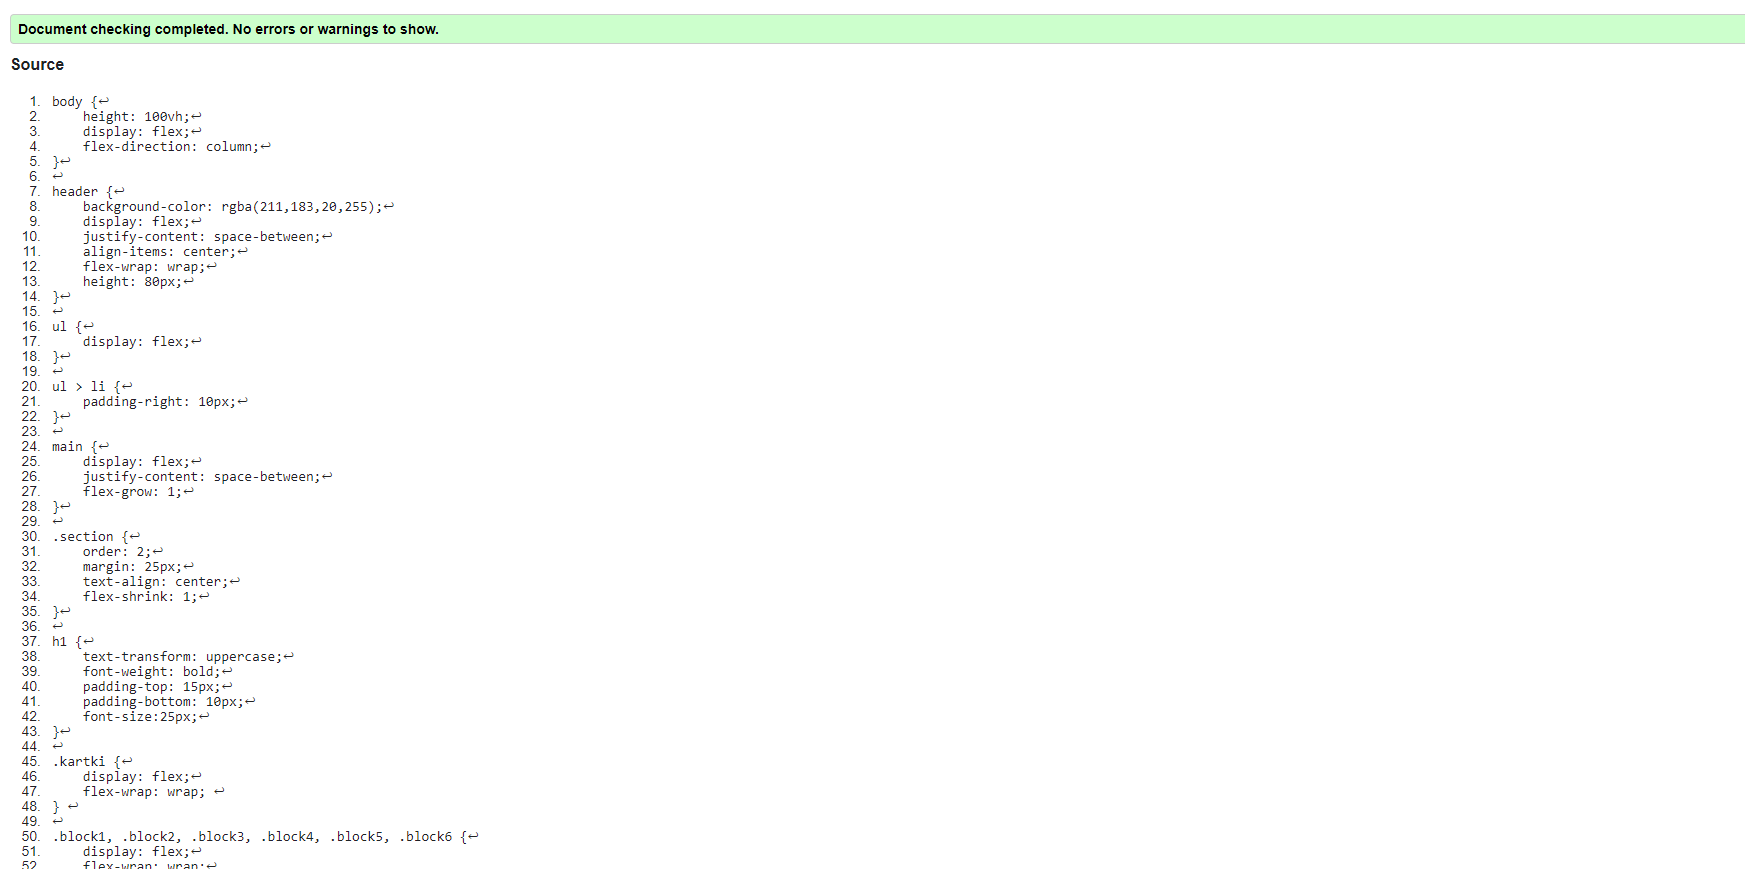 Document checking completed. No errors or warnings to show.
Source
1. body {↩
2.     height: 100vh;↩
3.     display: flex;↩
4.     flex-direction: column;↩
5. }↩
6. ↩
7. header {↩
8.     background-color: rgba(211,183,20,255);↩
9.     display: flex;↩
10.     justify-content: space-between;↩
11.     align-items: center;↩
12.     flex-wrap: wrap;↩
13.     height: 80px;↩
14. }↩
15. ↩
16. ul {↩
17.     display: flex;↩
18. }↩
19. ↩
20. ul > li {↩
21.     padding-right: 10px;↩
22. }↩
23. ↩
24. main {↩
25.     display: flex;↩
26.     justify-content: space-between;↩
27.     flex-grow: 1;↩
28. }↩
29. ↩
30. .section {↩
31.     order: 2;↩
32.     margin: 25px;↩
33.     text-align: center;↩
34.     flex-shrink: 1;↩
35. }↩
36. ↩
37. h1 {↩
38.     text-transform: uppercase;↩
39.     font-weight: bold;↩
40.     padding-top: 15px;↩
41.     padding-bottom: 10px;↩
42.     font-size:25px;↩
43. }↩
44. ↩
45. .kartki {↩
46.     display: flex;↩
47.     flex-wrap: wrap; ↩
48. } ↩
49. ↩
50. .block1, .block2, .block3, .block4, .block5, .block6 {↩
51.     display: flex;↩
52.     flex-wrap: wrap;↩